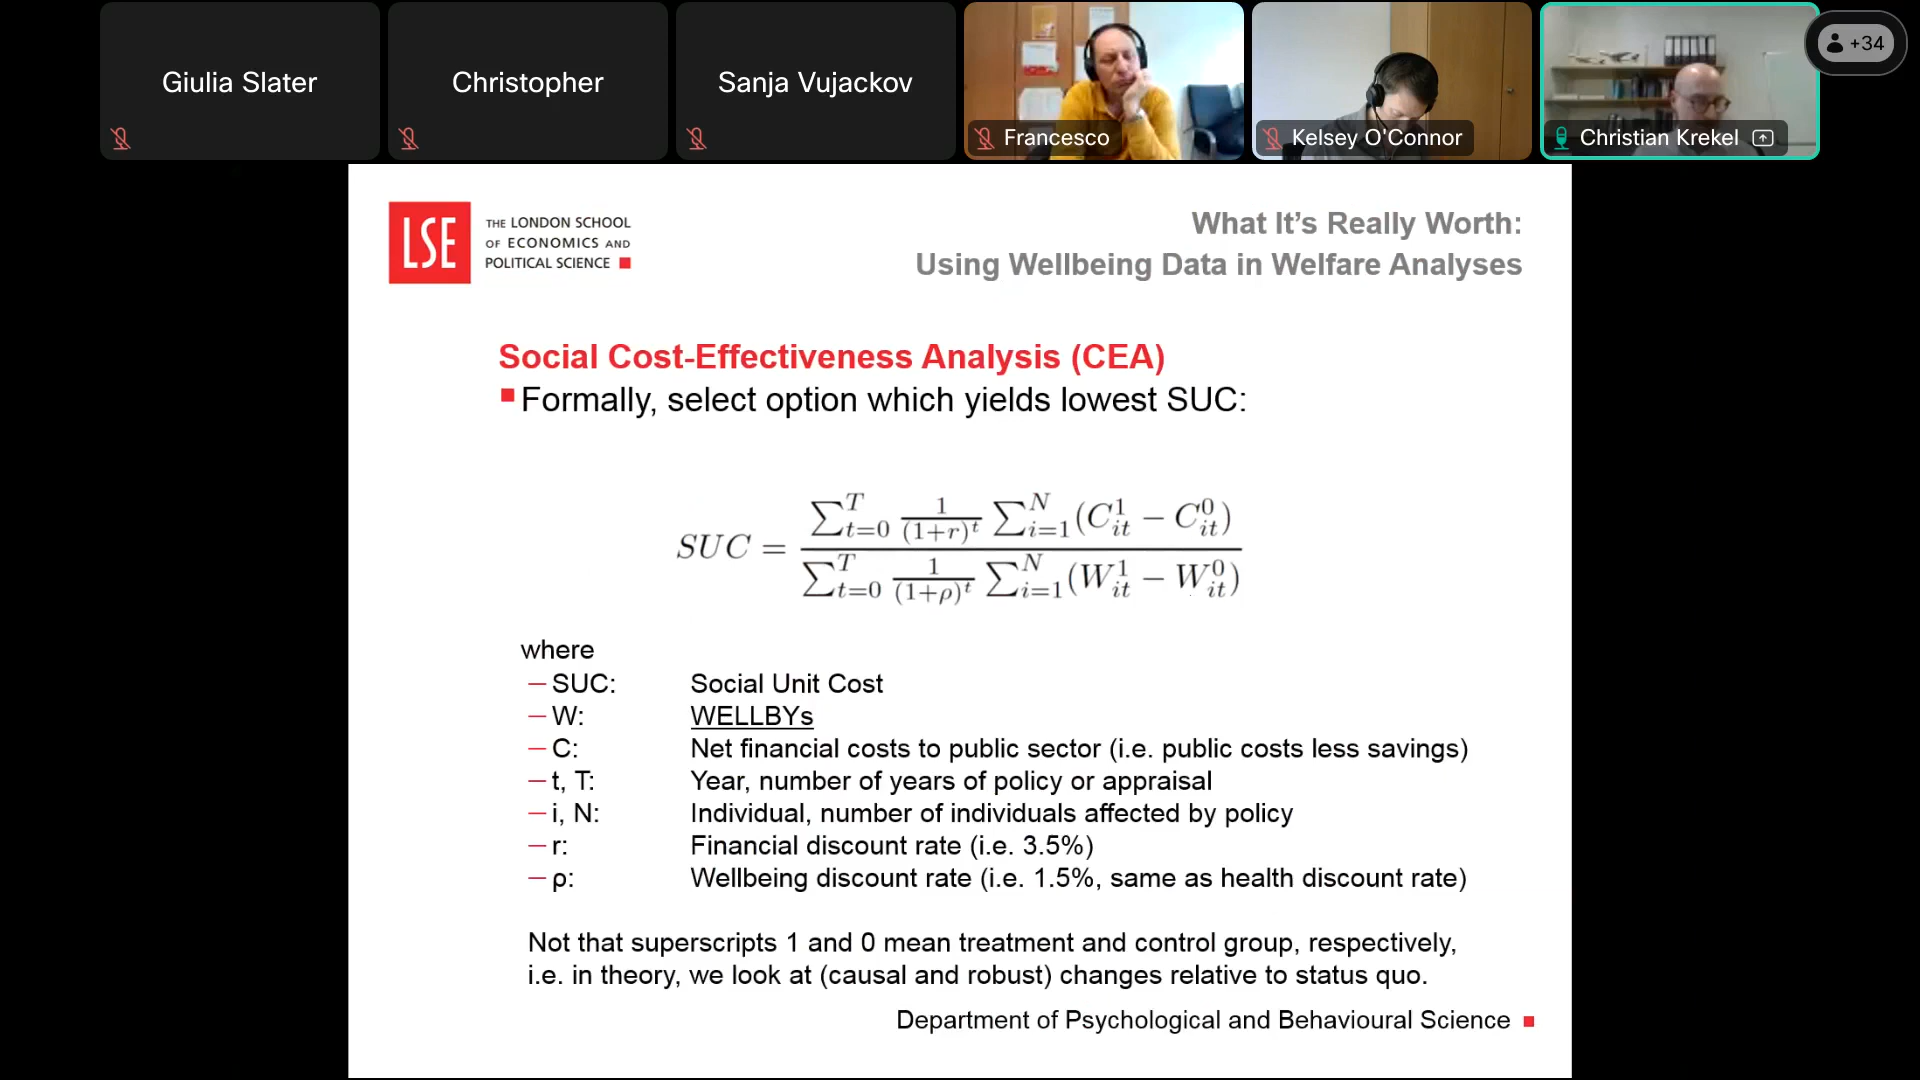 Giulia Slater
Christopher
Sanja Vujackov
Francesco
Kelsey O'Connor
Christian Krekel
+34
LSE
THE LONDON SCHOOL
OF ECONOMICS AND
POLITICAL SCIENCE
What It's Really Worth:
Using Wellbeing Data in Welfare Analyses
Social Cost-Effectiveness Analysis (CEA)
Formally, select option which yields lowest SUC:
SUC = \frac{\sum_{t=0}^{T} \frac{1}{(1+r)^t} \sum_{i=1}^{N} (C_{it}^1 - C_{it}^0)}{\sum_{t=0}^{T} \frac{1}{(1+ρ)^t} \sum_{i=1}^{N} (W_{it}^1 - W_{it}^0)}
where
— SUC: Social Unit Cost
— W: WELLBYs
— C: Net financial costs to public sector (i.e. public costs less savings)
— t, T: Year, number of years of policy or appraisal
— i, N: Individual, number of individuals affected by policy
— r: Financial discount rate (i.e. 3.5%)
— ρ: Wellbeing discount rate (i.e. 1.5%, same as health discount rate)
Not that superscripts 1 and 0 mean treatment and control group, respectively,
i.e. in theory, we look at (causal and robust) changes relative to status quo.
Department of Psychological and Behavioural Science